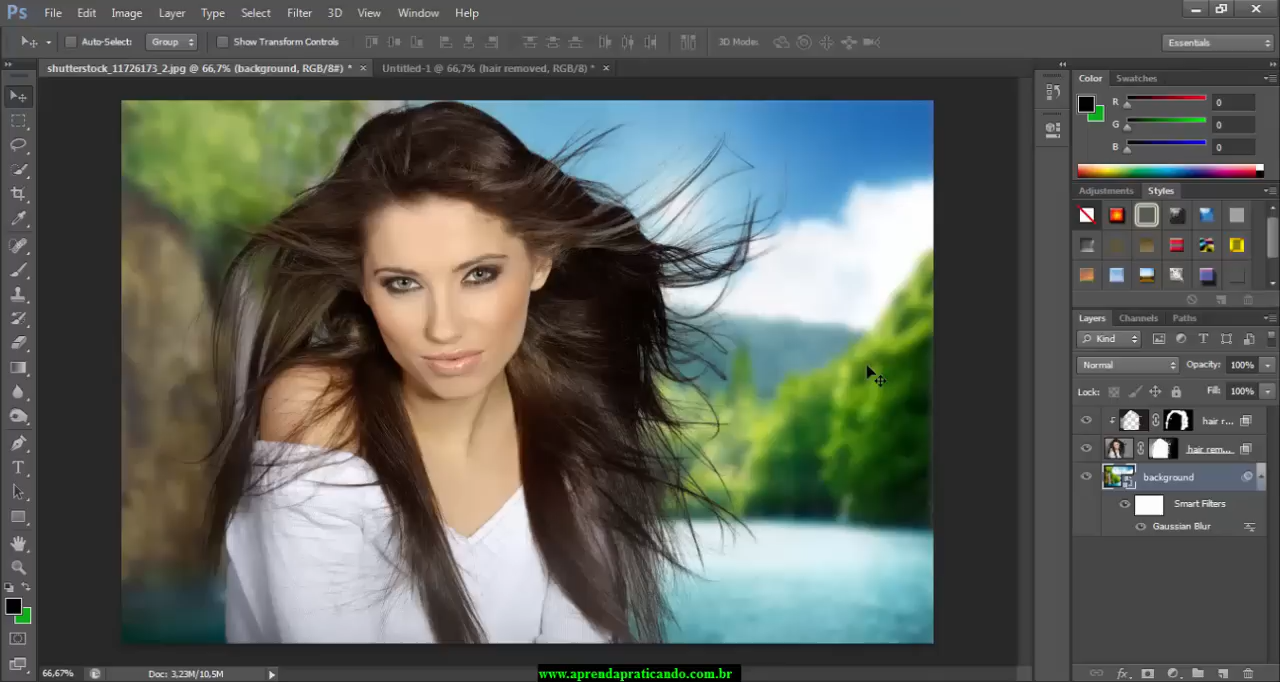 Ps File Edit Image Layer Type Select Filter 3D View Window Help
Auto-Select: Group Show Transform Controls 3D Mode: Essentials
shutterstock_11726173_2.jpg @ 66,7% (background, RGB/8#) * × Untitled-1 @ 66,7% (hair removed, RGB/8) * ×
Color Swatches
R 0
G 0
B 0
Adjustments Styles
Layers Channels Paths
Kind
Normal Opacity: 100%
Lock: Fill: 100%
hair r...
hair rem...
background
Smart Filters
Gaussian Blur
66,67% Doc: 3,23M/10,5M
www.aprendapraticando.com.br